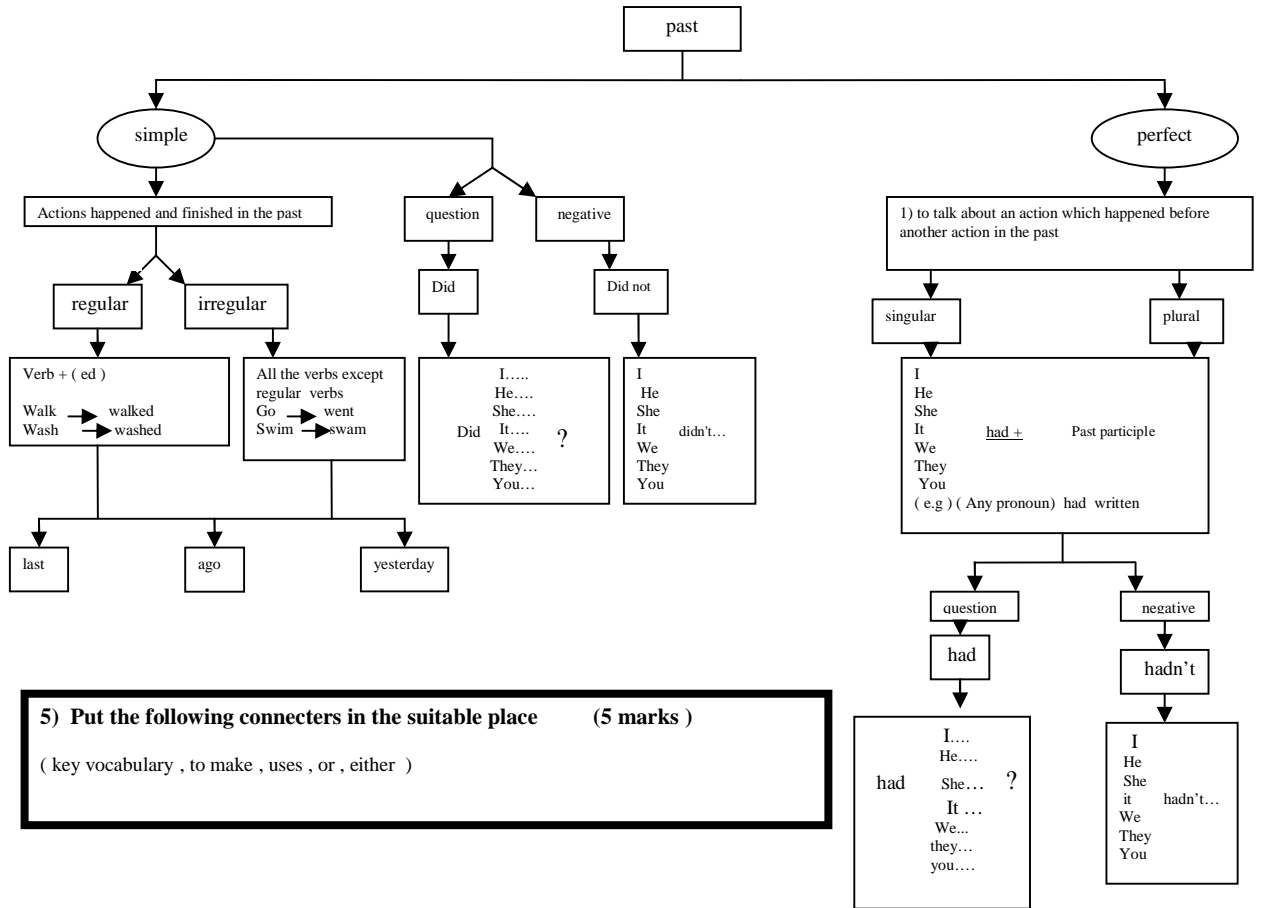 past
simple
perfect
Actions happened and finished in the past
question
negative
1) to talk about an action which happened before
another action in the past
Did
Did not
regular
irregular
singular
plural
Verb + ( ed )
Walk walked
Wash washed
All the verbs except
regular verbs
Go went
Swim swam
I…..
He….
She….
Did It…. ?
We….
They…
You…
I
He
She
It didn't…
We
They
You
I
He
She
It had + Past participle
We
They
You
( e.g ) ( Any pronoun) had written
last
ago
yesterday
question
negative
had
hadn't
5) Put the following connecters in the suitable place (5 marks )
( key vocabulary , to make , uses , or , either )
I….
He….
had She… ?
It …
We...
they…
you….
I
He
She
it hadn't…
We
They
You